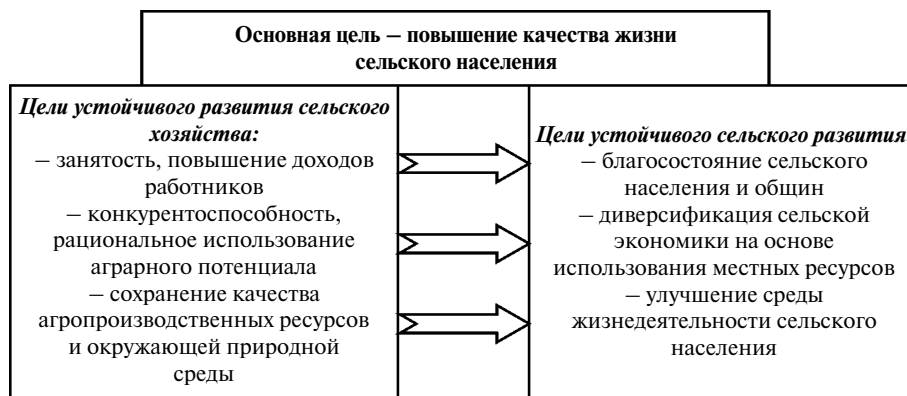 Основная цель – повышение качества жизни
сельского населения
Цели устойчивого развития сельского
хозяйства:
– занятость, повышение доходов
работников
– конкурентоспособность,
рациональное использование
аграрного потенциала
– сохранение качества
агропроизводственных ресурсов
и окружающей природной
среды
Цели устойчивого сельского развития:
– благосостояние сельского
населения и общин
– диверсификация сельской
экономики на основе
использования местных ресурсов
– улучшение среды
жизнедеятельности сельского
населения